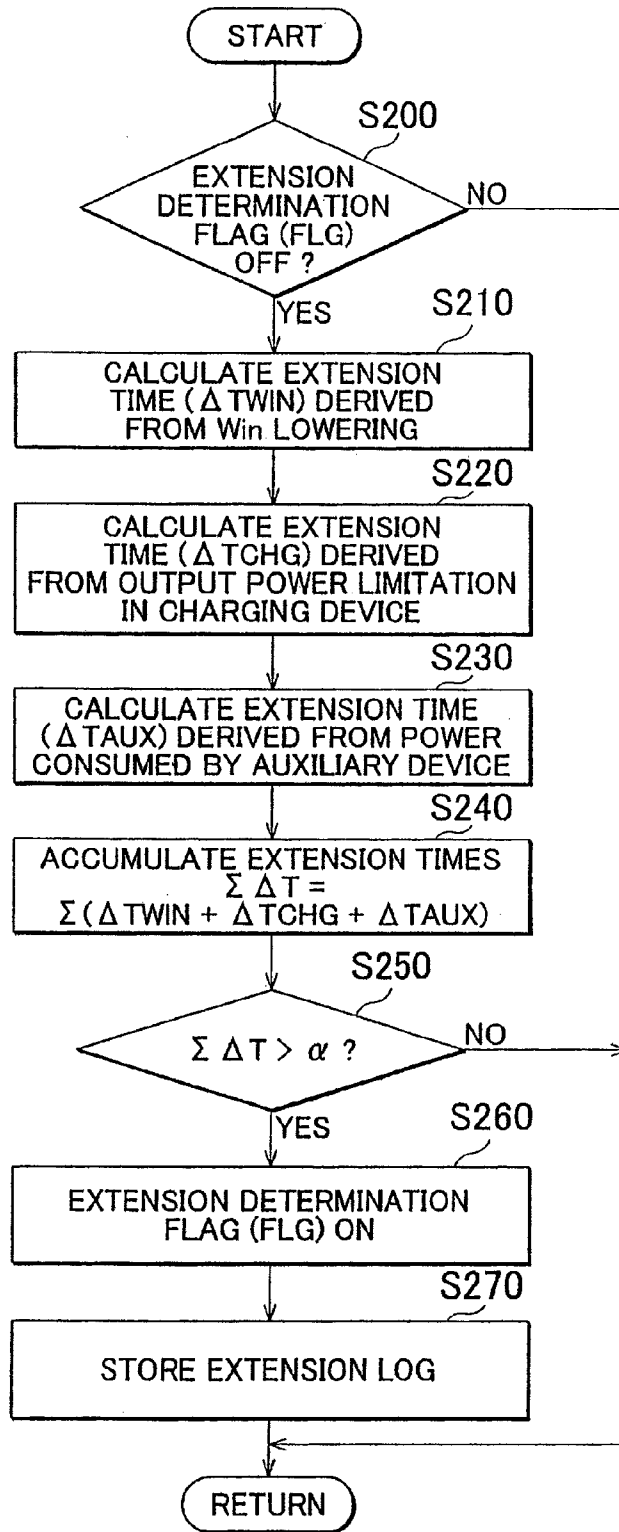 START
S200
EXTENSION
DETERMINATION
FLAG (FLG)
OFF ?
NO
YES
S210
CALCULATE EXTENSION
TIME (ΔTWIN) DERIVED
FROM Win LOWERING
S220
CALCULATE EXTENSION
TIME (ΔTCHG) DERIVED
FROM OUTPUT POWER LIMITATION
IN CHARGING DEVICE
S230
CALCULATE EXTENSION TIME
(ΔTAUX) DERIVED FROM POWER
CONSUMED BY AUXILIARY DEVICE
S240
ACCUMULATE EXTENSION TIMES
Σ ΔT =
Σ(ΔTWIN + ΔTCHG + ΔTAUX)
S250
Σ ΔT > α ?
NO
YES
S260
EXTENSION DETERMINATION
FLAG (FLG) ON
S270
STORE EXTENSION LOG
RETURN